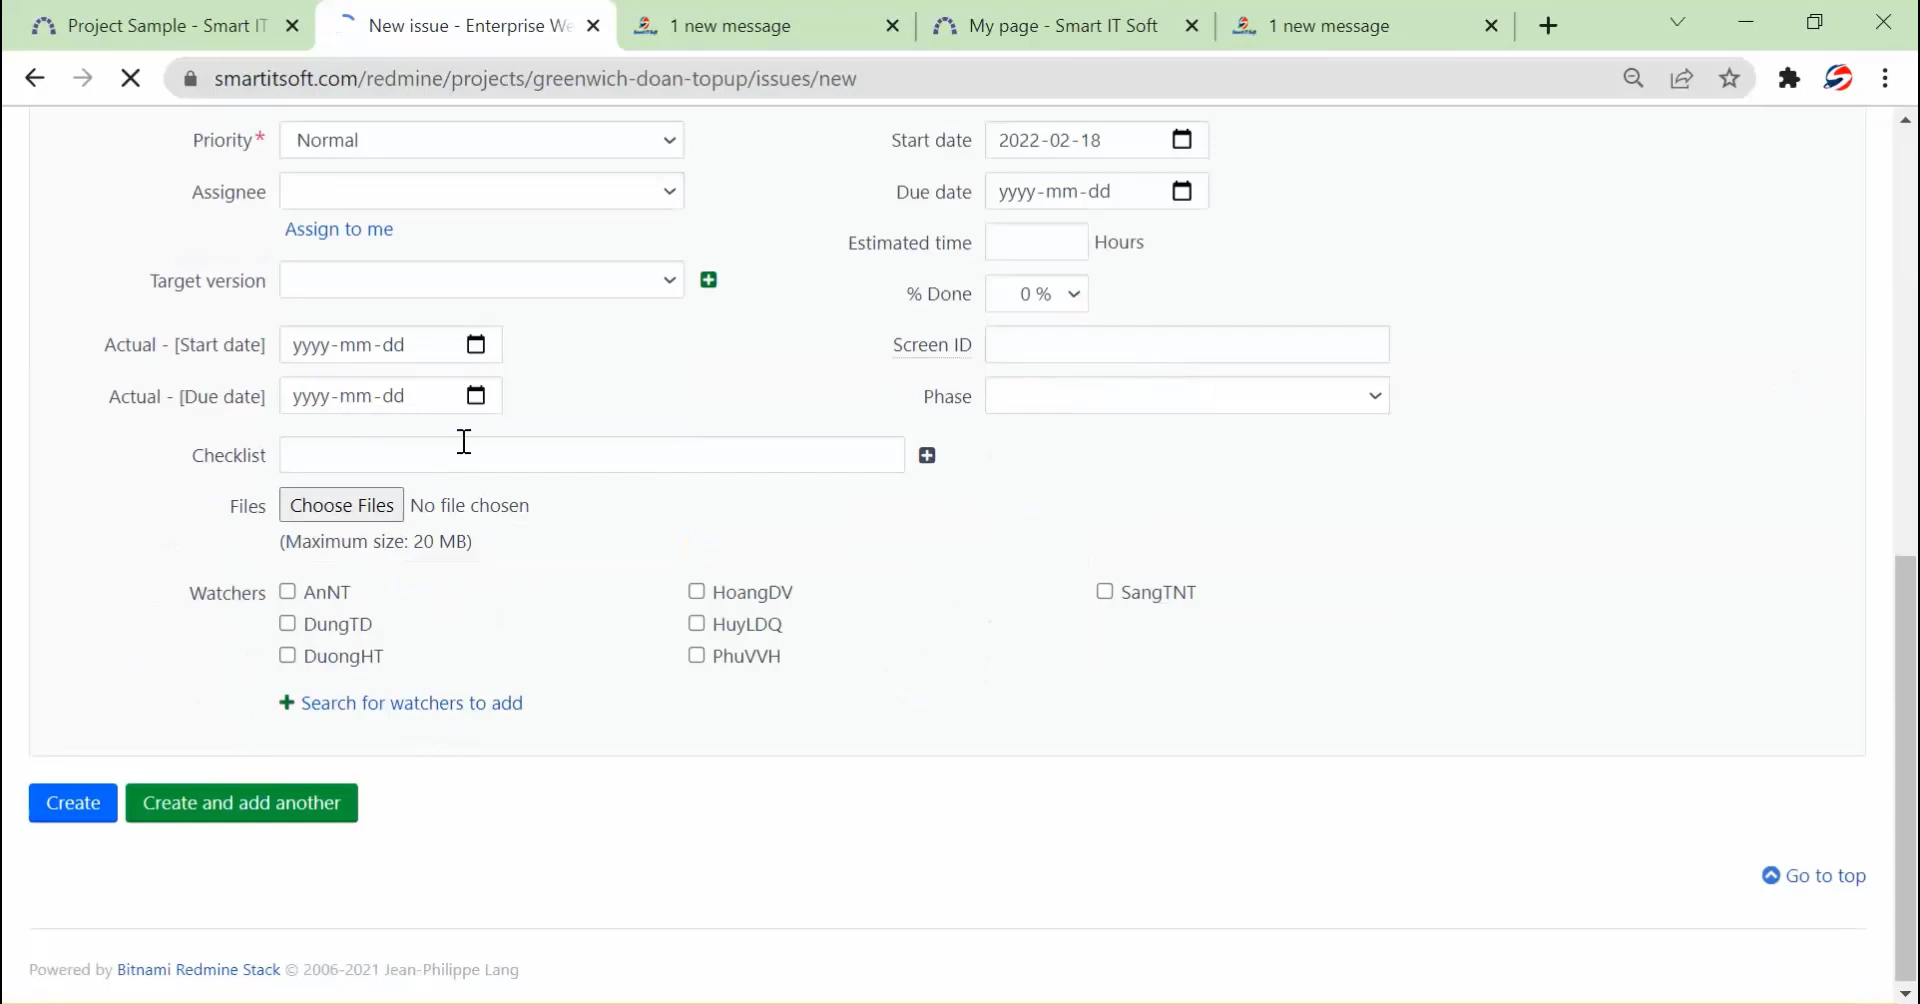 Project Sample - Smart IT
New issue - Enterprise We
1 new message
My page - Smart IT Soft
1 new message
smartitsoft.com/redmine/projects/greenwich-doan-topup/issues/new
Priority* Normal
Start date 2022-02-18
Assignee
Due date yyyy-mm-dd
Assign to me
Estimated time Hours
Target version
% Done 0 %
Actual - [Start date] yyyy-mm-dd
Screen ID
Actual - [Due date] yyyy-mm-dd
Phase
Checklist
Files Choose Files No file chosen
(Maximum size: 20 MB)
Watchers AnNT HoangDV SangTNT
DungTD HuyLDQ
DuongHT PhuVVH
Search for watchers to add
Create Create and add another
Go to top
Powered by Bitnami Redmine Stack © 2006-2021 Jean-Philippe Lang